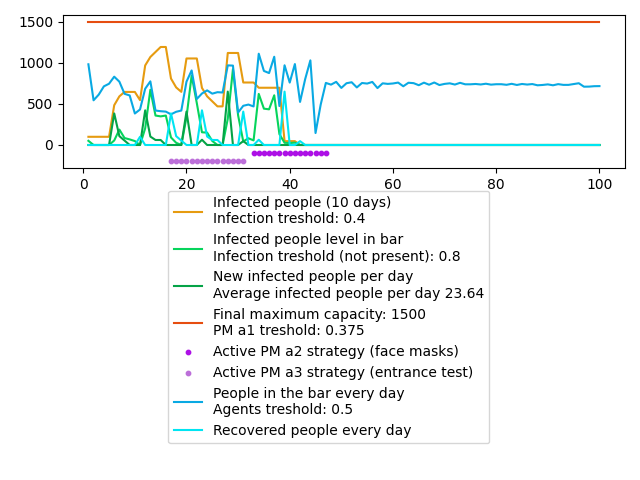 1500
1000
500
0
0 20 40 60 80 100
Infected people (10 days)
Infection treshold: 0.4
Infected people level in bar
Infection treshold (not present): 0.8
New infected people per day
Average infected people per day 23.64
Final maximum capacity: 1500
PM a1 treshold: 0.375
Active PM a2 strategy (face masks)
Active PM a3 strategy (entrance test)
People in the bar every day
Agents treshold: 0.5
Recovered people every day